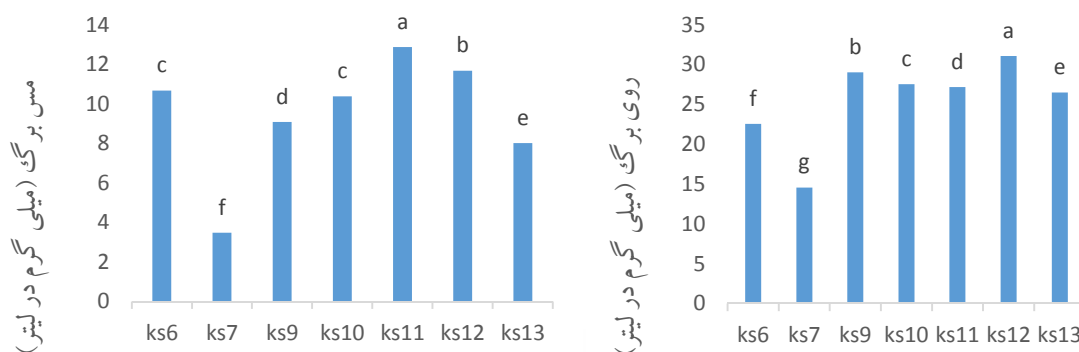 مس برگ (میلی گرم در لیتر)
14
12
10
8
6
4
2
0
c
f
d
c
a
b
e
ks6 ks7 ks9 ks10 ks11 ks12 ks13
روی برگ (میلی گرم در لیتر)
35
30
25
20
15
10
5
0
f
g
b
c
d
a
e
ks6 ks7 ks9 ks10 ks11 ks12 ks13